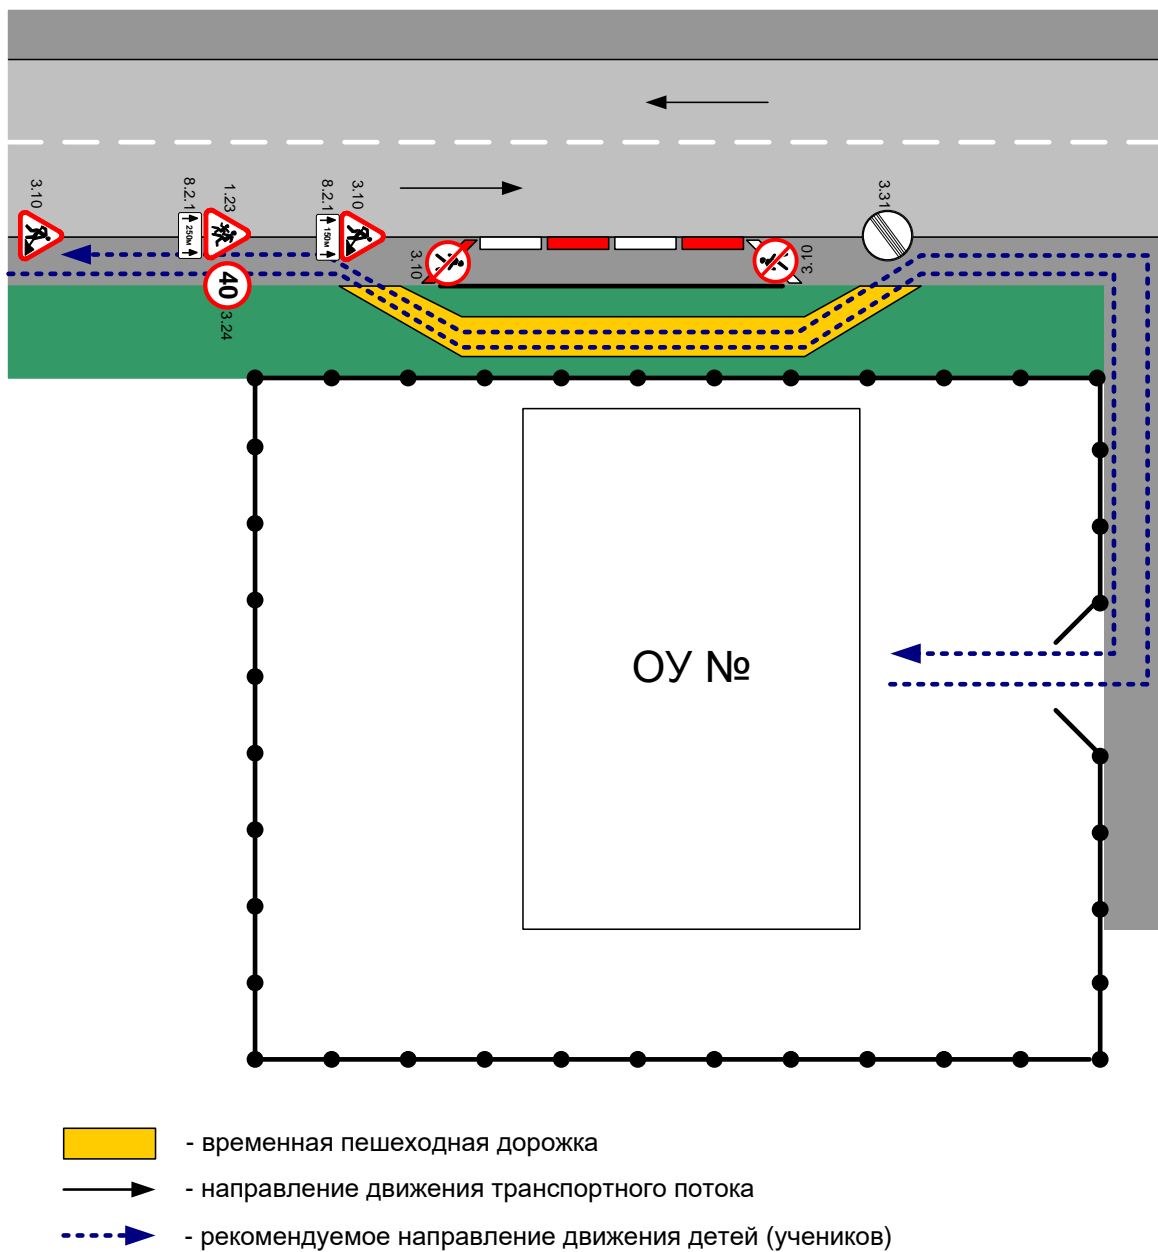 3.10
8.2.1
250м
1.23
40
3.24
8.2.1
150м
3.10
3.10
3.10
3.31
ОУ №
- временная пешеходная дорожка
- направление движения транспортного потока
- рекомендуемое направление движения детей (учеников)